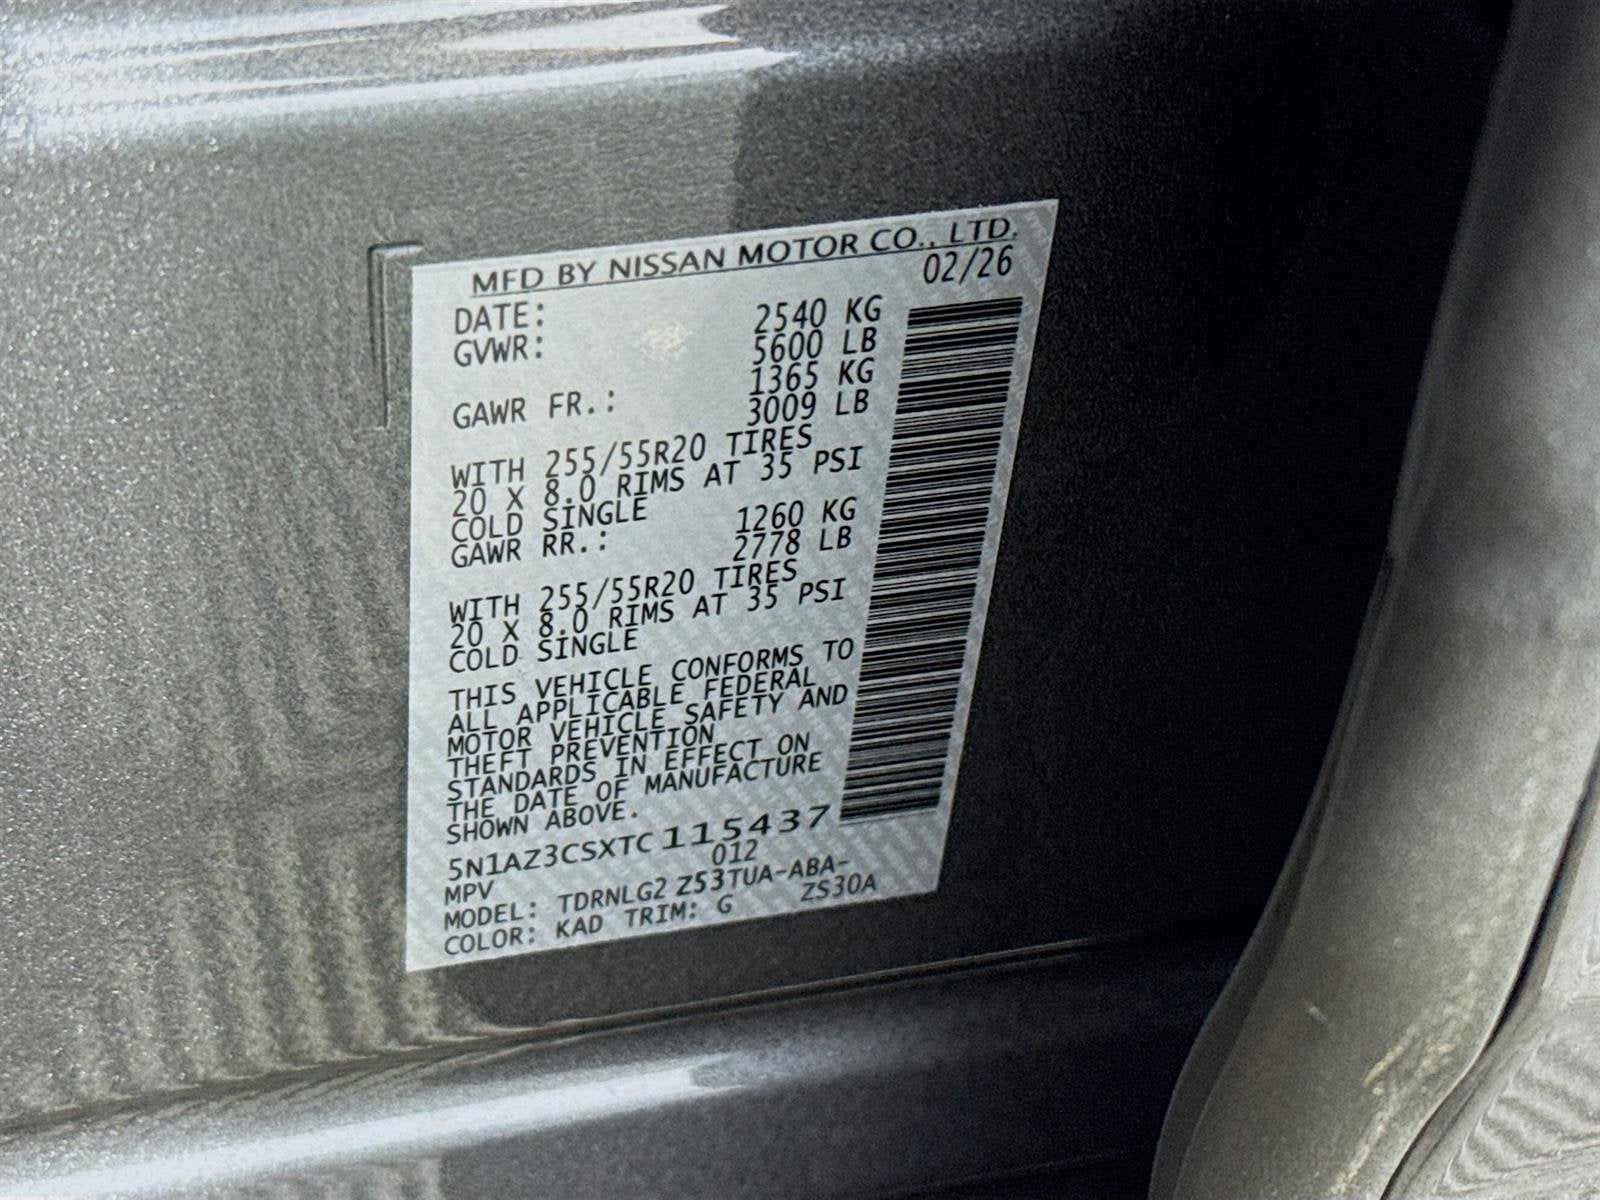 MFD BY NISSAN MOTOR CO., LTD.
DATE: 02/26
GVWR: 2540 KG
5600 LB
1365 KG
GAWR FR.: 3009 LB
WITH 255/55R20 TIRES
20 X 8.0 RIMS AT 35 PSI
COLD SINGLE
1260 KG
GAWR RR.: 2778 LB
WITH 255/55R20 TIRES
20 X 8.0 RIMS AT 35 PSI
COLD SINGLE
THIS VEHICLE CONFORMS TO
ALL APPLICABLE FEDERAL
MOTOR VEHICLE SAFETY AND
THEFT PREVENTION
STANDARDS IN EFFECT ON
THE DATE OF MANUFACTURE
SHOWN ABOVE.
5N1AZ3CSXTC115437
MPV 012
MODEL: TDRNLG2 Z53TUA-ABA-
COLOR: KAD TRIM: G ZS30A